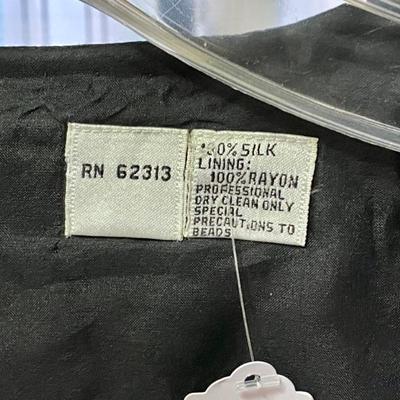 RN 62313
100% SILK
LINING:
100% RAYON
PROFESSIONAL
DRY CLEAN ONLY
SPECIAL
PRECAUTIONS TO
BEADS